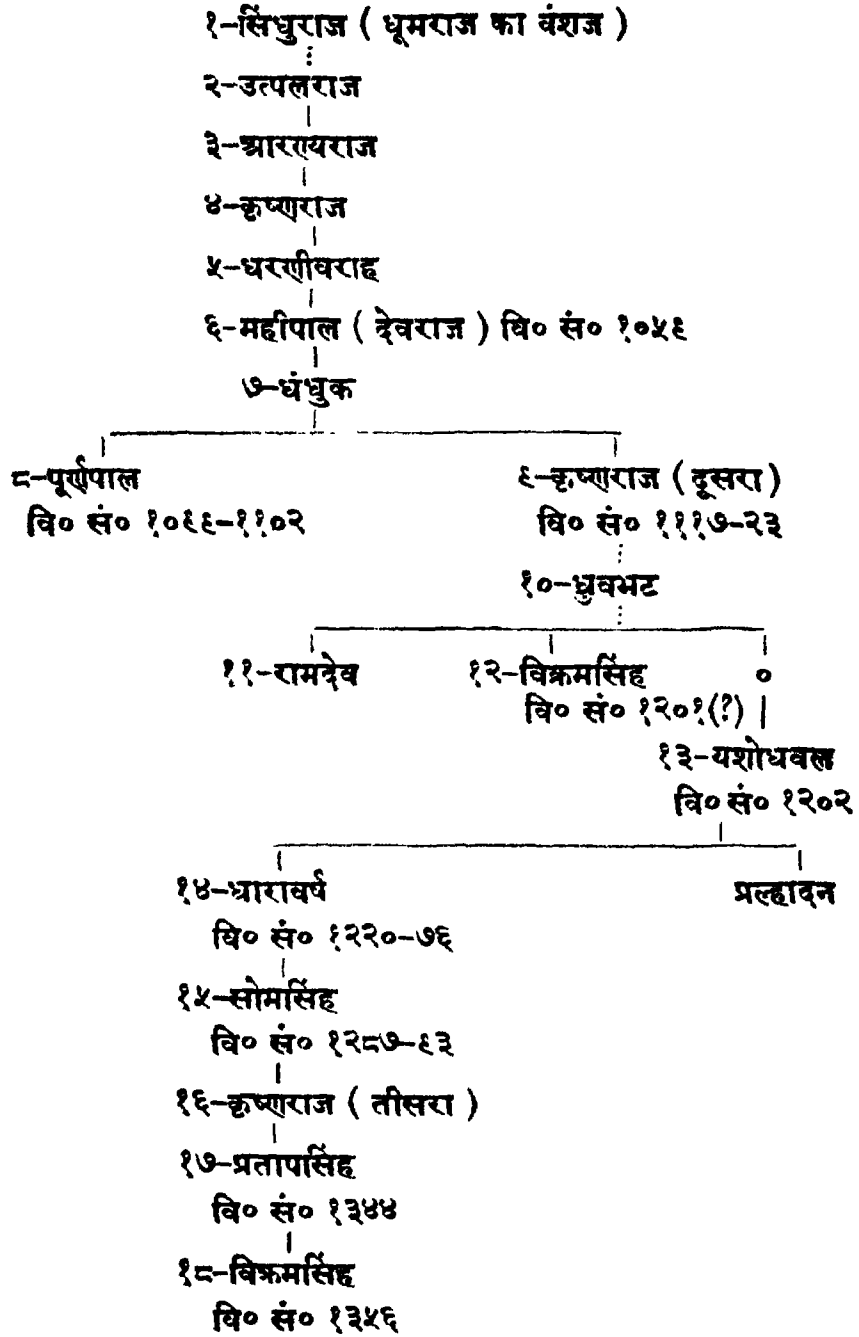 १-सिंधुराज ( धूमराज का वंशज )
२-उत्पलराज
३-आरण्यराज
४-कृष्णराज
५-धरणीवराह
६-महीपाल ( देवराज ) वि० सं० १०५९
७-धंधुक
८-पूर्णपाल ९-कृष्णराज ( दूसरा )
वि० सं० १०९९-११०२ वि० सं० १११७-२३
१०-ध्रुवभट
११-रामदेव १२-विक्रमसिंह ०
वि० सं० १२०१(?)
१३-यशोधवल
वि० सं० १२०२
१४-धारावर्ष प्रल्हादन
वि० सं० १२२०-७६
१५-सोमसिंह
वि० सं० १२८७-९३
१६-कृष्णराज ( तीसरा )
१७-प्रतापसिंह
वि० सं० १३४४
१८-विक्रमसिंह
वि० सं० १३५६